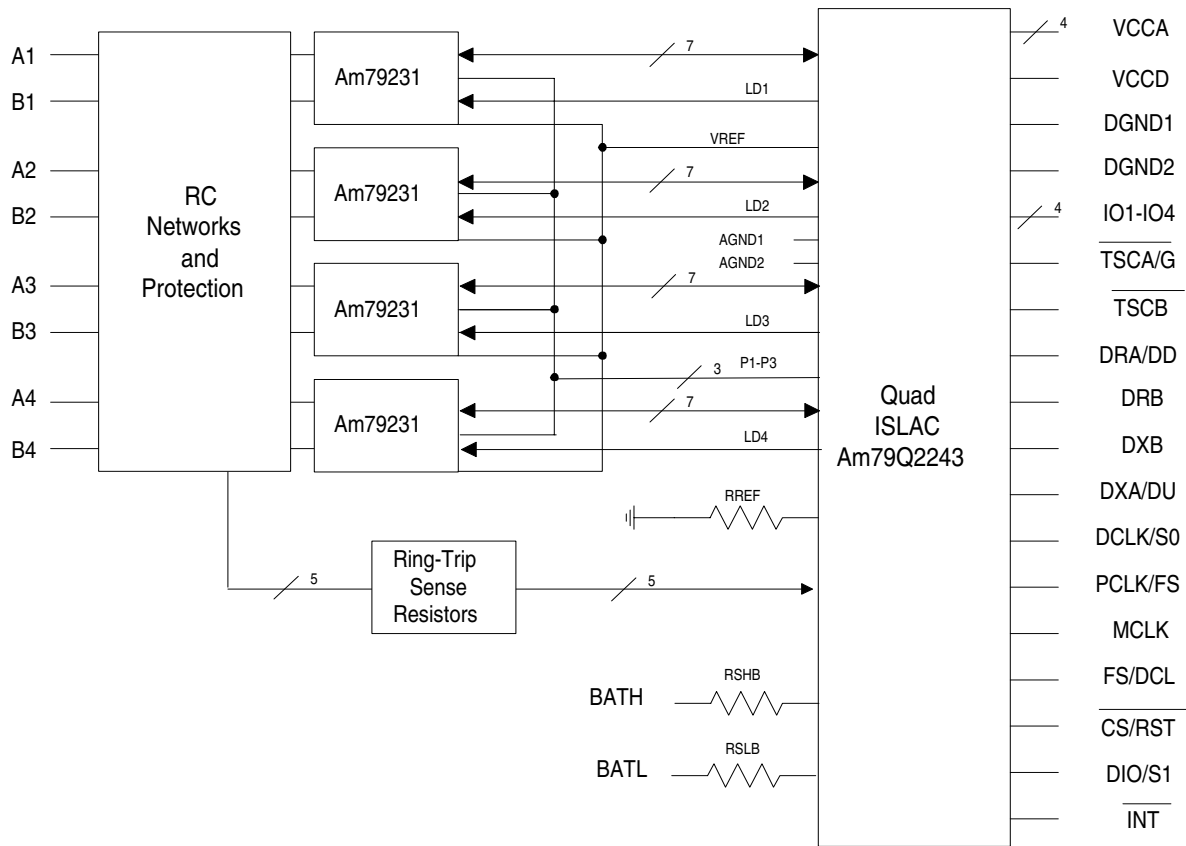 A1
B1
A2
B2
A3
B3
A4
B4
RC
Networks
and
Protection
Am79231
Am79231
Am79231
Am79231
7
LD1
VREF
7
LD2
AGND1
AGND2
7
LD3
3
P1-P3
7
LD4
RREF
5
Ring-Trip
Sense
Resistors
5
BATH
RSHB
BATL
RSLB
Quad
ISLAC
Am79Q2243
4
VCCA
VCCD
DGND1
DGND2
4
IO1-IO4
TSCA/G
TSCB
DRA/DD
DRB
DXB
DXA/DU
DCLK/S0
PCLK/FS
MCLK
FS/DCL
CS/RST
DIO/S1
INT